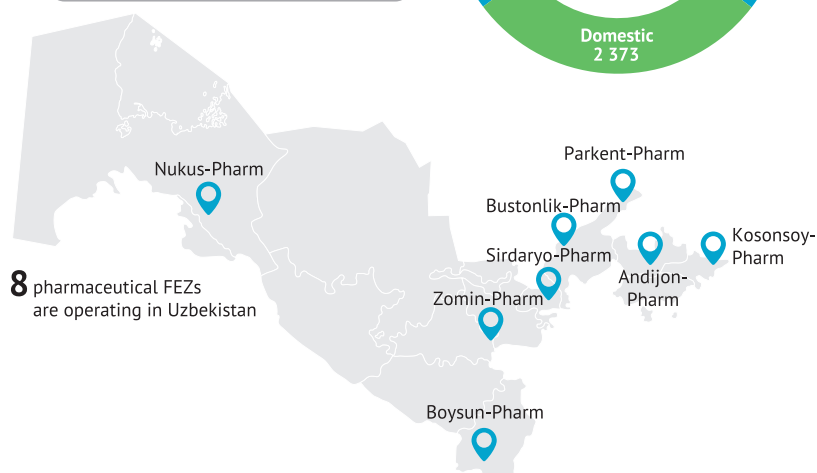 Domestic
2 373
Parkent-Pharm
Nukus-Pharm
Bustonlik-Pharm
Kosonsoy-
Pharm
Sirdaryo-Pharm
Andijon-
Pharm
8 pharmaceutical FEZs
are operating in Uzbekistan
Zomin-Pharm
Boysun-Pharm